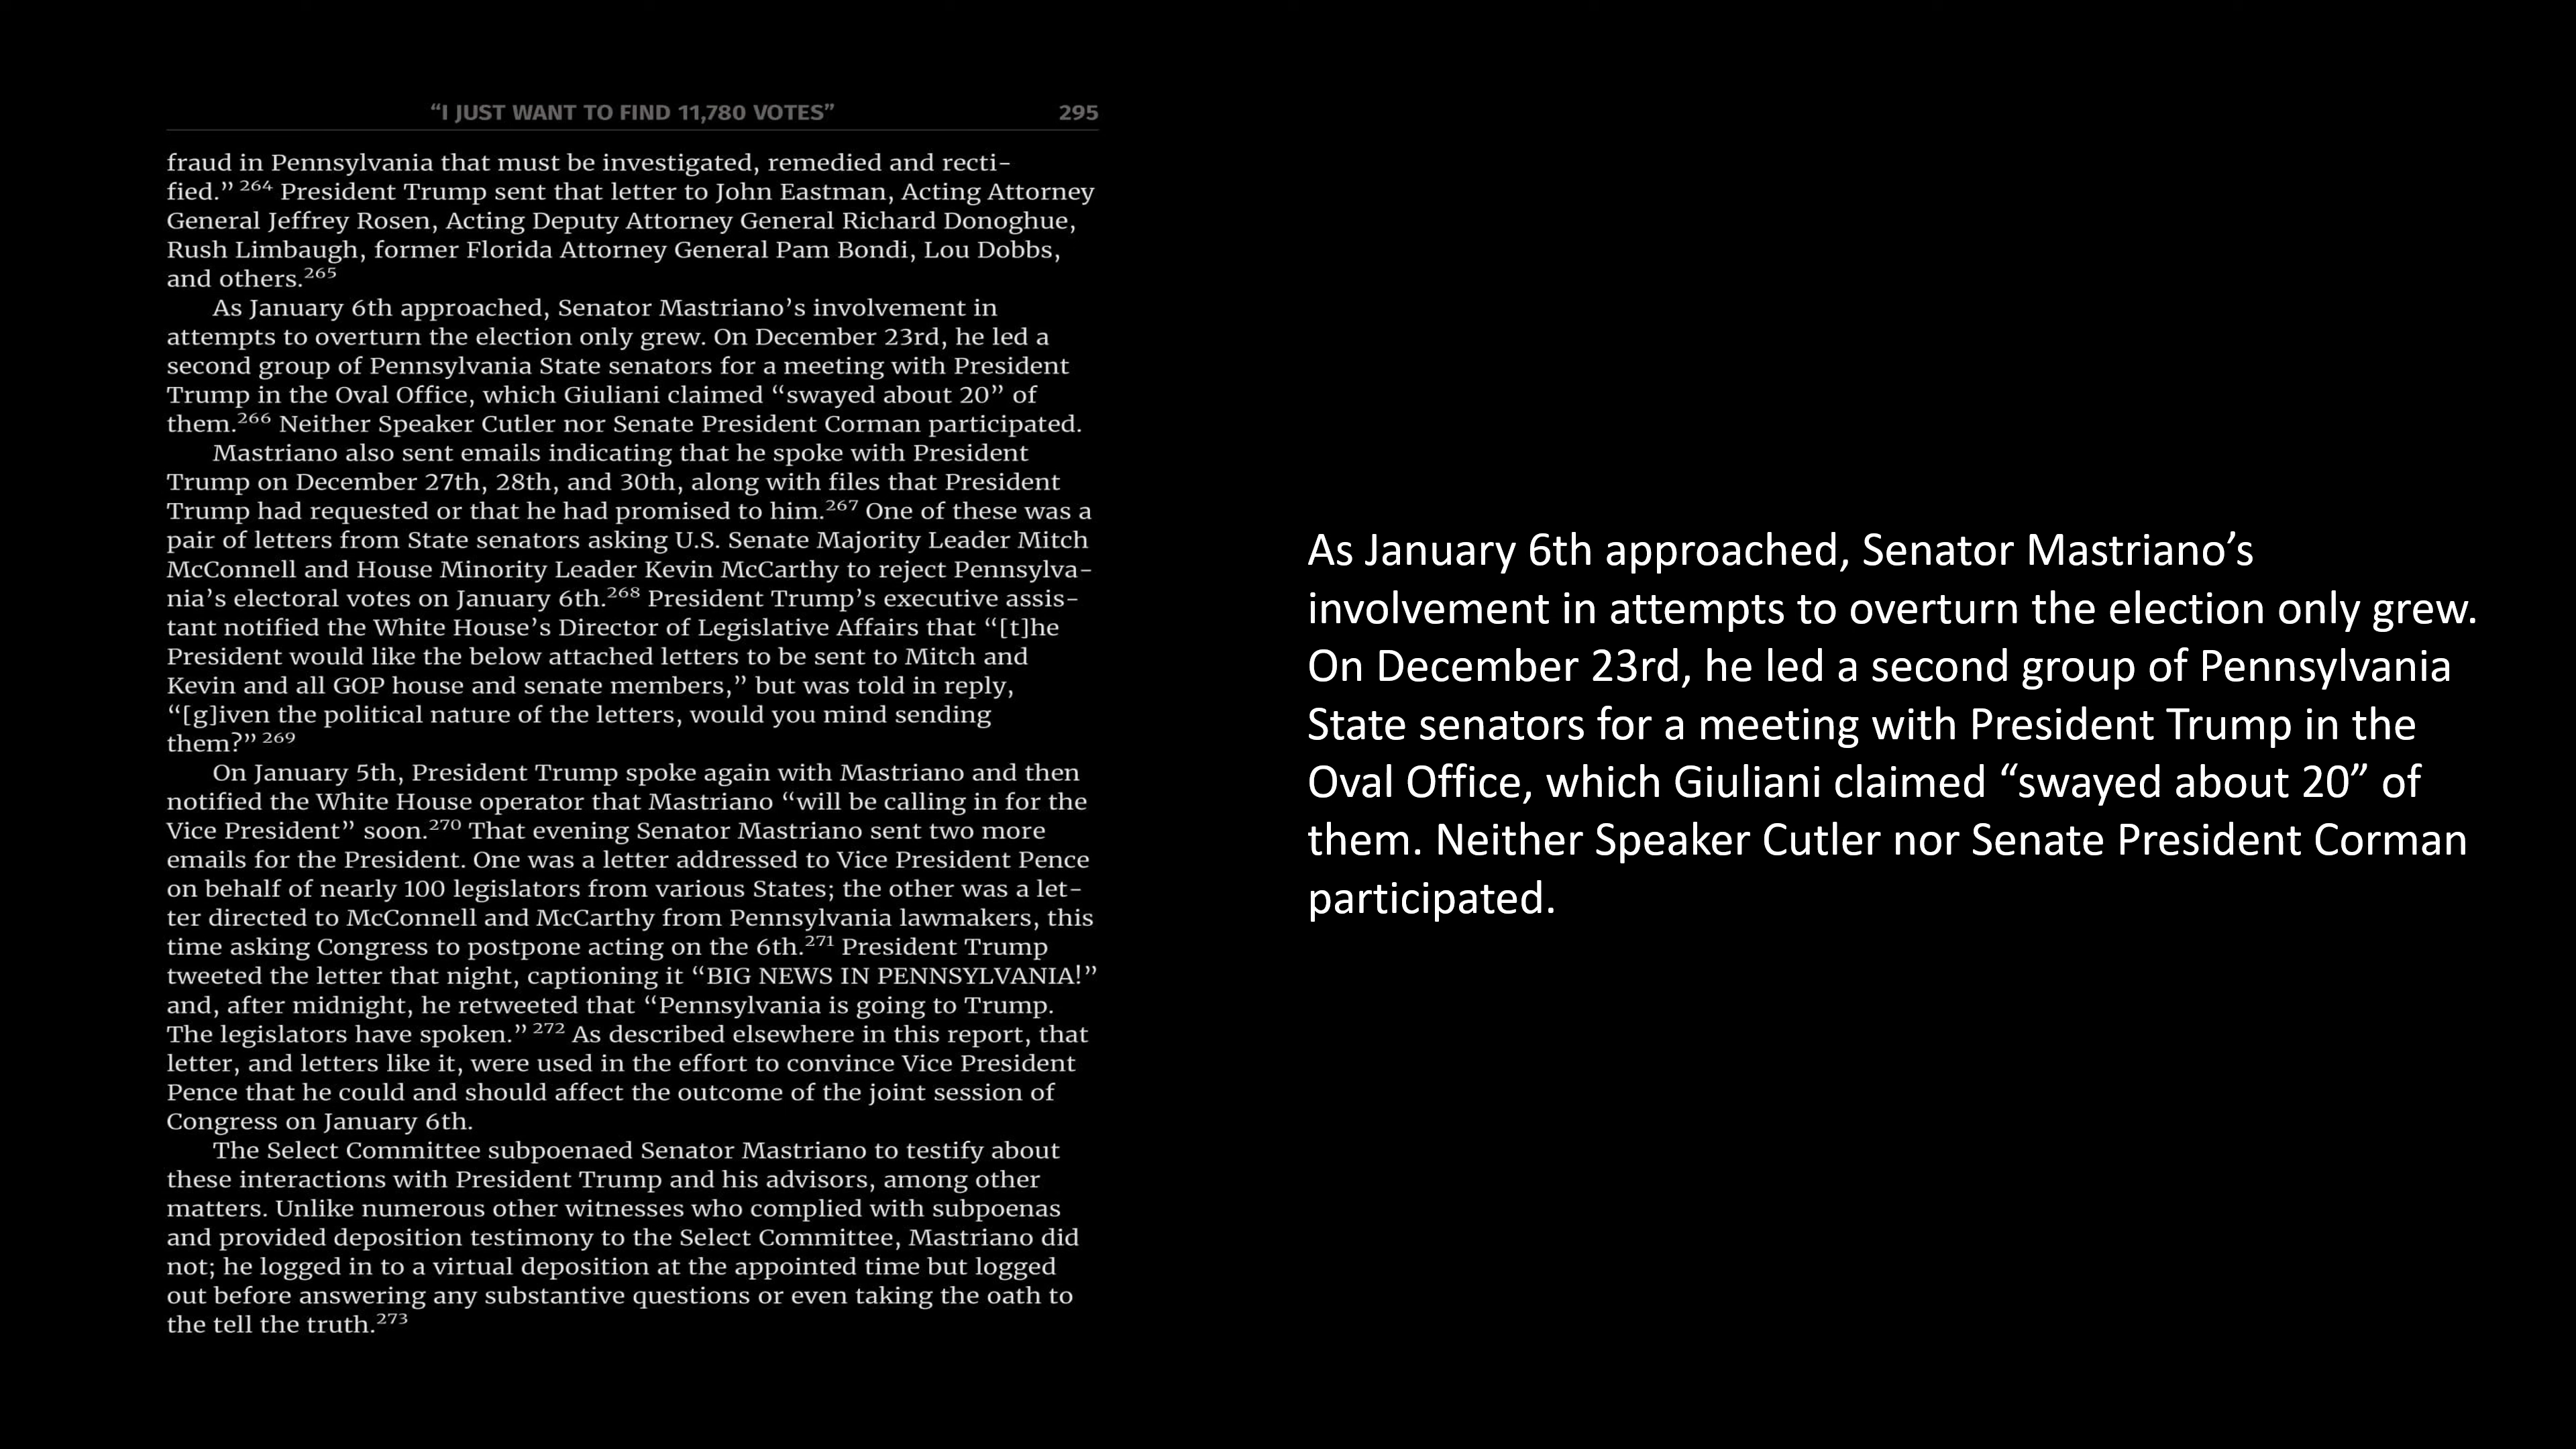 “I JUST WANT TO FIND 11,780 VOTES” 295
fraud in Pennsylvania that must be investigated, remedied and recti-
fied.” 264 President Trump sent that letter to John Eastman, Acting Attorney
General Jeffrey Rosen, Acting Deputy Attorney General Richard Donoghue,
Rush Limbaugh, former Florida Attorney General Pam Bondi, Lou Dobbs,
and others.265
As January 6th approached, Senator Mastriano’s involvement in
attempts to overturn the election only grew. On December 23rd, he led a
second group of Pennsylvania State senators for a meeting with President
Trump in the Oval Office, which Giuliani claimed “swayed about 20” of
them.266 Neither Speaker Cutler nor Senate President Corman participated.
Mastriano also sent emails indicating that he spoke with President
Trump on December 27th, 28th, and 30th, along with files that President
Trump had requested or that he had promised to him.267 One of these was a
pair of letters from State senators asking U.S. Senate Majority Leader Mitch
McConnell and House Minority Leader Kevin McCarthy to reject Pennsylva-
nia’s electoral votes on January 6th.268 President Trump’s executive assis-
tant notified the White House’s Director of Legislative Affairs that “[t]he
President would like the below attached letters to be sent to Mitch and
Kevin and all GOP house and senate members,” but was told in reply,
“[g]iven the political nature of the letters, would you mind sending
them?” 269
On January 5th, President Trump spoke again with Mastriano and then
notified the White House operator that Mastriano “will be calling in for the
Vice President” soon.270 That evening Senator Mastriano sent two more
emails for the President. One was a letter addressed to Vice President Pence
on behalf of nearly 100 legislators from various States; the other was a let-
ter directed to McConnell and McCarthy from Pennsylvania lawmakers, this
time asking Congress to postpone acting on the 6th.271 President Trump
tweeted the letter that night, captioning it “BIG NEWS IN PENNSYLVANIA!”
and, after midnight, he retweeted that “Pennsylvania is going to Trump.
The legislators have spoken.” 272 As described elsewhere in this report, that
letter, and letters like it, were used in the effort to convince Vice President
Pence that he could and should affect the outcome of the joint session of
Congress on January 6th.
The Select Committee subpoenaed Senator Mastriano to testify about
these interactions with President Trump and his advisors, among other
matters. Unlike numerous other witnesses who complied with subpoenas
and provided deposition testimony to the Select Committee, Mastriano did
not; he logged in to a virtual deposition at the appointed time but logged
out before answering any substantive questions or even taking the oath to
the tell the truth.273
As January 6th approached, Senator Mastriano’s
involvement in attempts to overturn the election only grew.
On December 23rd, he led a second group of Pennsylvania
State senators for a meeting with President Trump in the
Oval Office, which Giuliani claimed “swayed about 20” of
them. Neither Speaker Cutler nor Senate President Corman
participated.